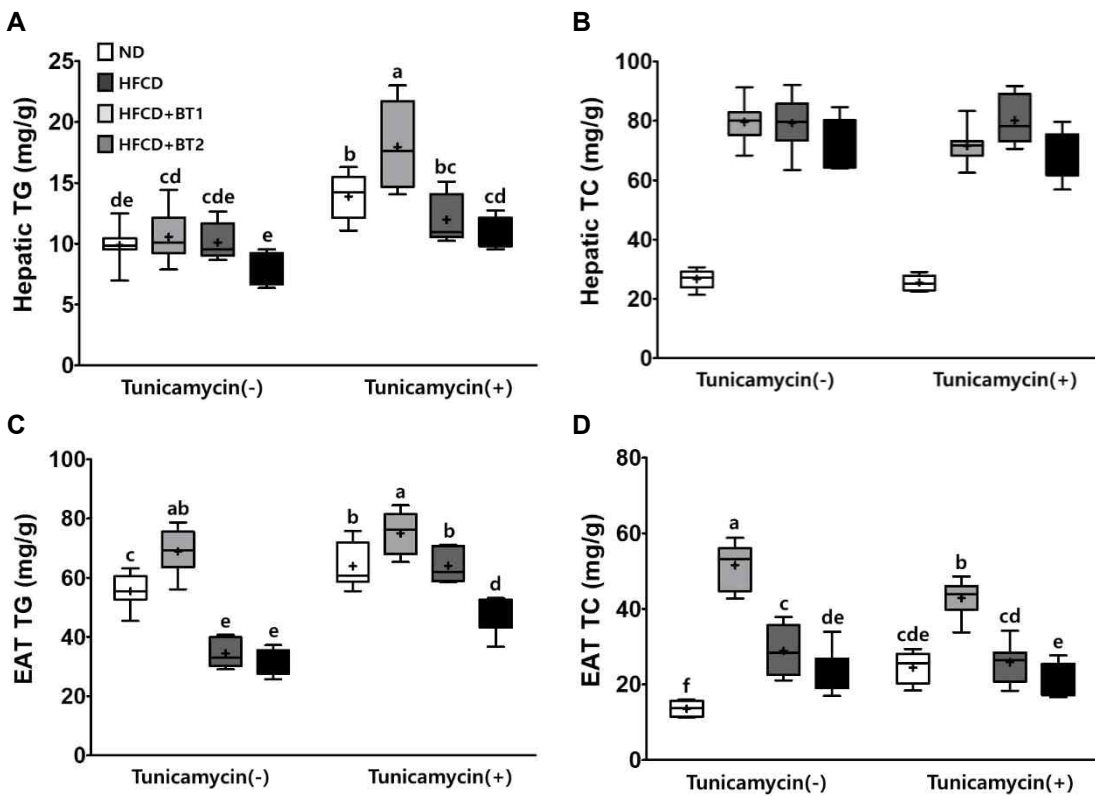 A
ND
HFCD
HFCD+BT1
HFCD+BT2
Hepatic TG (mg/g)
25
20
15
10
5
0
de
cd
cde
e
b
a
bc
cd
Tunicamycin(-)
Tunicamycin(+)
B
Hepatic TC (mg/g)
100
80
60
40
20
0
Tunicamycin(-)
Tunicamycin(+)
C
EAT TG (mg/g)
100
80
60
40
20
0
c
ab
e
e
b
a
b
d
Tunicamycin(-)
Tunicamycin(+)
D
EAT TC (mg/g)
80
60
40
20
0
f
a
c
de
cde
b
cd
e
Tunicamycin(-)
Tunicamycin(+)